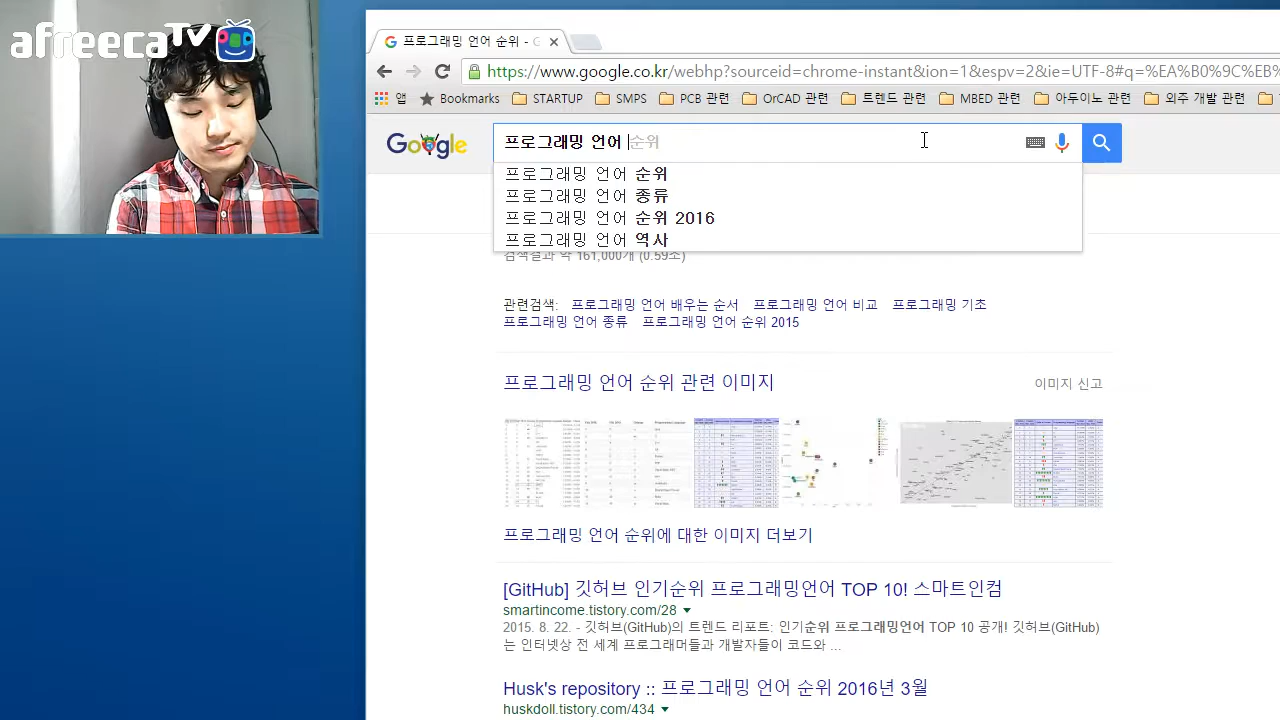 afreecaTV
프로그래밍 언어 순위 - G
https://www.google.co.kr/webhp?sourceid=chrome-instant&ion=1&espv=2&ie=UTF-8#q=%EA%B0%9C%EB%
앱 Bookmarks STARTUP SMPS PCB 관련 OrCAD 관련 트렌드 관련 MBED 관련 아두이노 관련 외주 개발 관련
Google 프로그래밍 언어 순위
프로그래밍 언어 순위
프로그래밍 언어 종류
프로그래밍 언어 순위 2016
프로그래밍 언어 역사
검색결과 약 161,000개 (0.59초)
관련검색: 프로그래밍 언어 배우는 순서 프로그래밍 언어 비교 프로그래밍 기초
프로그래밍 언어 종류 프로그래밍 언어 순위 2015
프로그래밍 언어 순위 관련 이미지 이미지 신고
프로그래밍 언어 순위에 대한 이미지 더보기
[GitHub] 깃허브 인기순위 프로그래밍언어 TOP 10! 스마트인컴
smartincome.tistory.com/28
2015. 8. 22. - 깃허브(GitHub)의 트렌드 리포트: 인기순위 프로그래밍언어 TOP 10 공개! 깃허브(GitHub)
는 인터넷상 전 세계 프로그래머들과 개발자들이 코드와 ...
Husk's repository :: 프로그래밍 언어 순위 2016년 3월
huskdoll.tistory.com/434